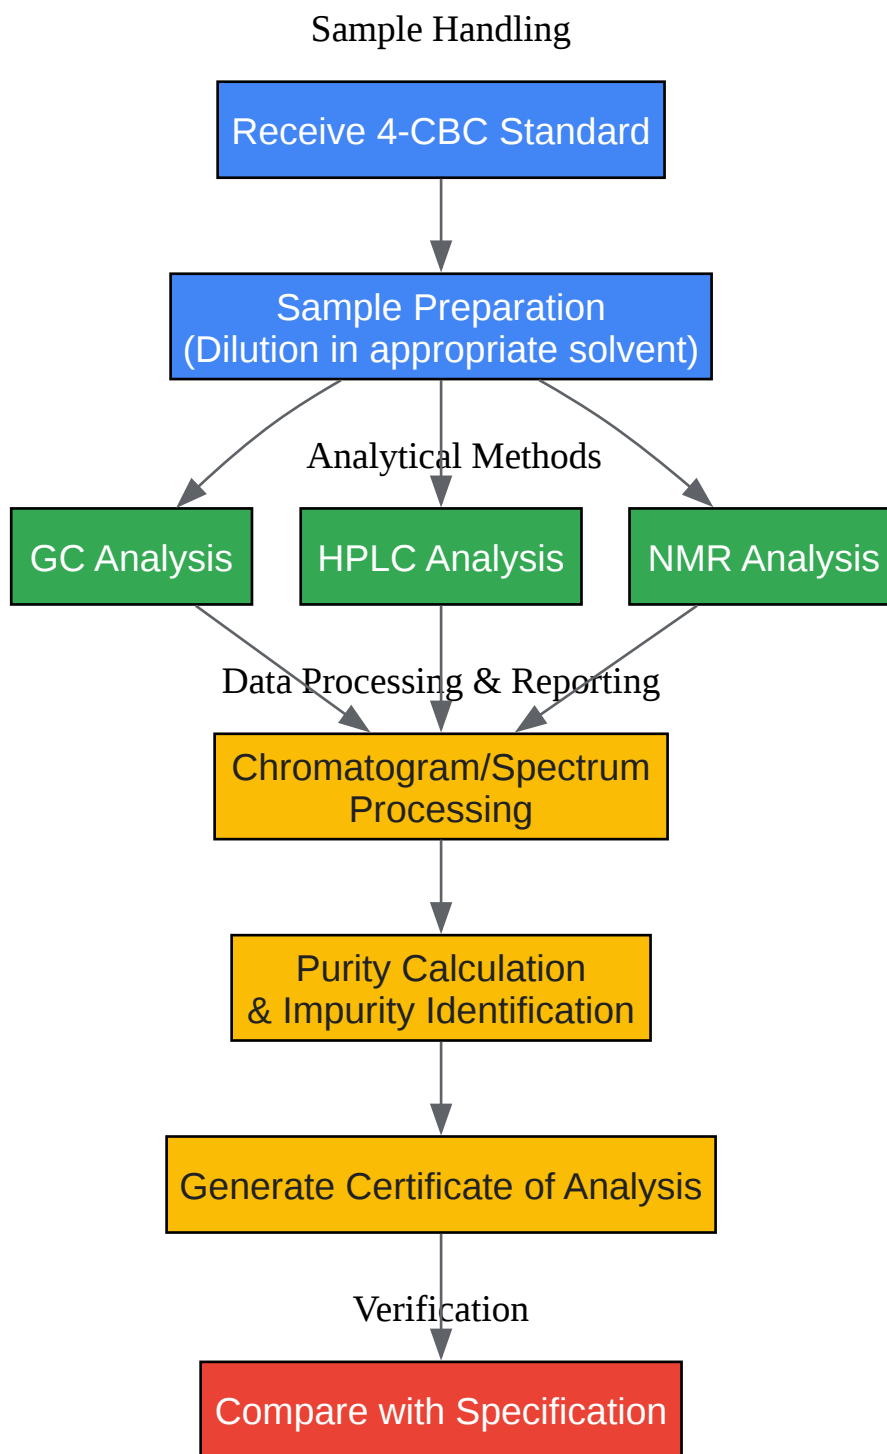 Sample Handling
Receive 4-CBC Standard
Sample Preparation
(Dilution in appropriate solvent)
Analytical Methods
GC Analysis
HPLC Analysis
NMR Analysis
Data Processing & Reporting
Chromatogram/Spectrum
Processing
Purity Calculation
& Impurity Identification
Generate Certificate of Analysis
Verification
Compare with Specification